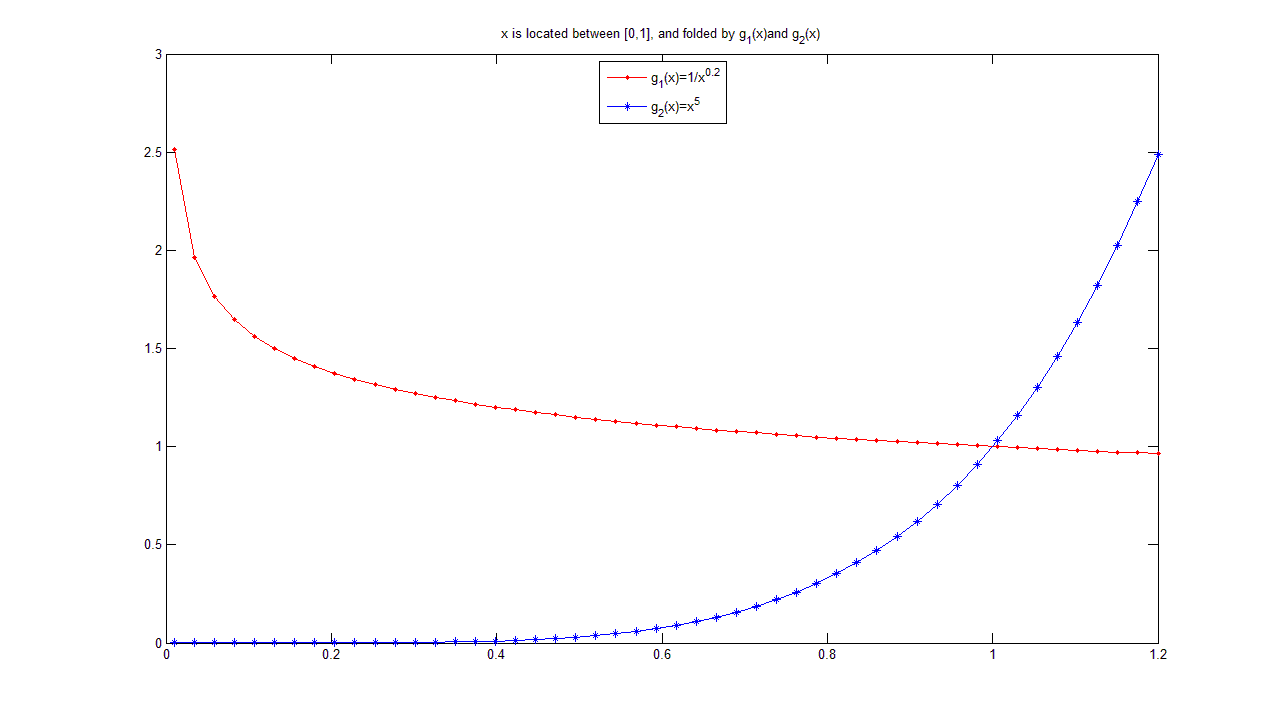 x is located between [0,1], and folded by g₁(x)and g₂(x)
g₁(x)=1/x⁰·²
g₂(x)=x⁵
3
2.5
2
1.5
1
0.5
0
0 0.2 0.4 0.6 0.8 1 1.2